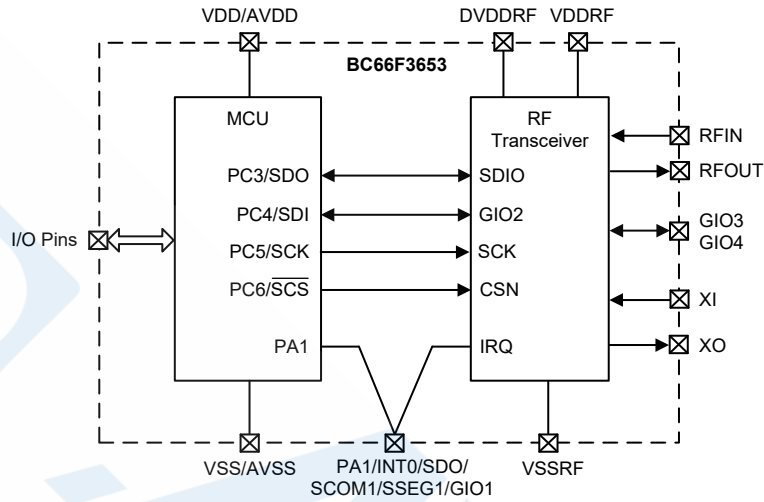 VDD/AVDD
DVDDRF VDDRF
BC66F3653
MCU
RF
Transceiver
RFIN
RFOUT
PC3/SDO
SDIO
PC4/SDI
GIO2
GIO3
GIO4
I/O Pins
PC5/SCK
SCK
PC6/SCS
CSN
XI
PA1
IRQ
XO
VSS/AVSS
PA1/INT0/SDO/
SCOM1/SSEG1/GIO1
VSSRF